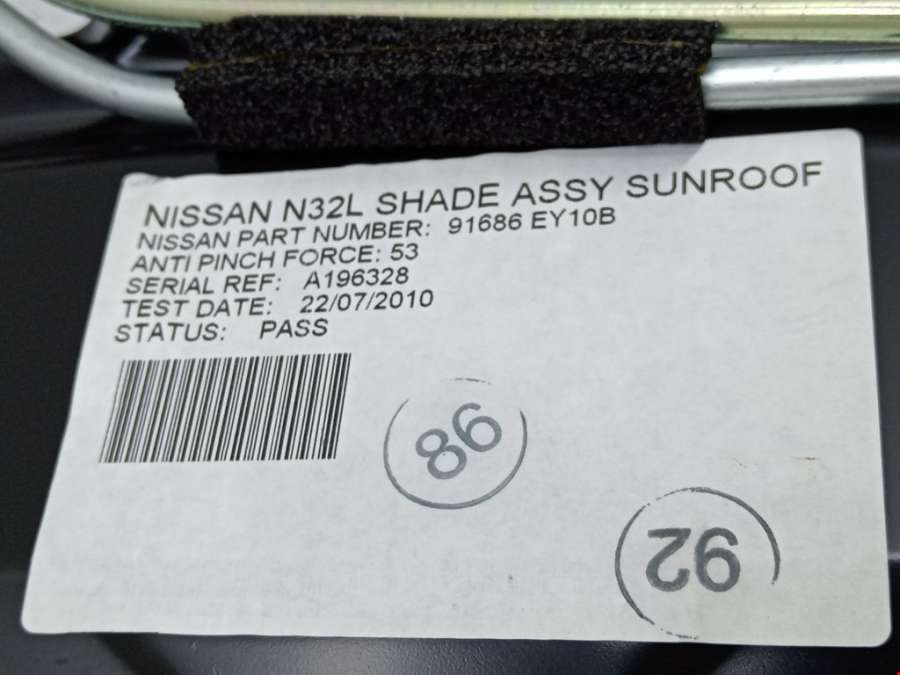 NISSAN N32L SHADE ASSY SUNROOF
NISSAN PART NUMBER: 91686 EY10B
ANTI PINCH FORCE: 53
SERIAL REF: A196328
TEST DATE: 22/07/2010
STATUS: PASS
86
92